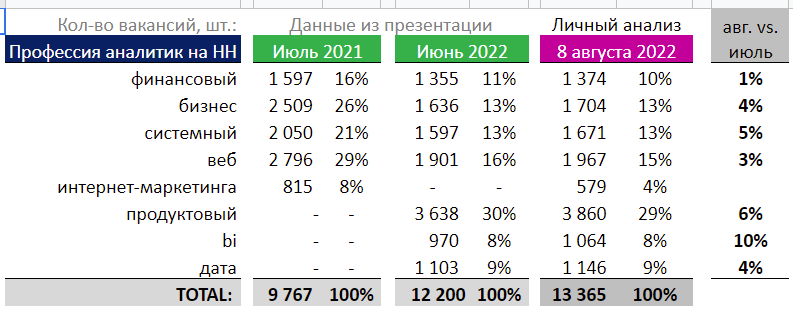 Кол-во вакансий, шт.: Данные из презентации Личный анализ авг. vs.
Профессия аналитик на HH Июль 2021 Июнь 2022 8 августа 2022 июль
финансовый 1 597 16% 1 355 11% 1 374 10% 1%
бизнес 2 509 26% 1 636 13% 1 704 13% 4%
системный 2 050 21% 1 597 13% 1 671 13% 5%
веб 2 796 29% 1 901 16% 1 967 15% 3%
интернет-маркетинга 815 8% - - 579 4%
продуктовый - - 3 638 30% 3 860 29% 6%
bi - - 970 8% 1 064 8% 10%
дата - - 1 103 9% 1 146 9% 4%
TOTAL: 9 767 100% 12 200 100% 13 365 100%